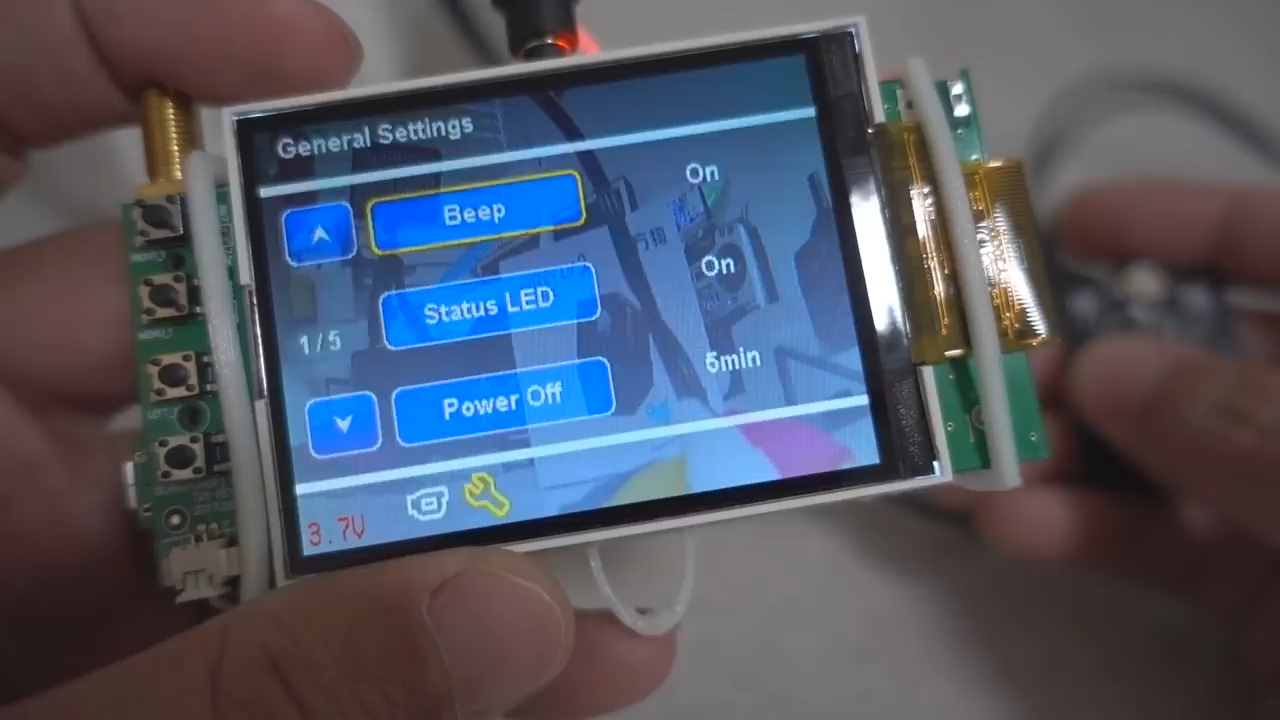 General Settings
Beep
On
Status LED
On
1/5
Power Off
5min
3.7V